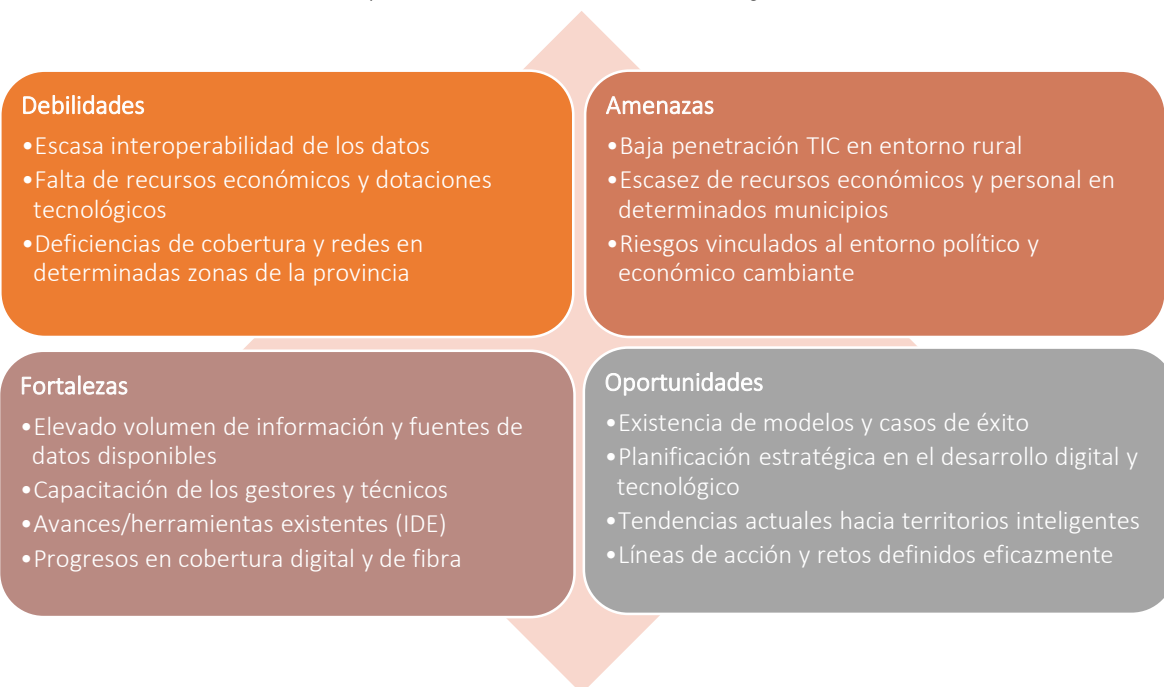 Debilidades
•Escasa interoperabilidad de los datos
•Falta de recursos económicos y dotaciones
tecnológicos
•Deficiencias de cobertura y redes en
determinadas zonas de la provincia
Amenazas
•Baja penetración TIC en entorno rural
•Escasez de recursos económicos y personal en
determinados municipios
•Riesgos vinculados al entorno político y
económico cambiante
Fortalezas
•Elevado volumen de información y fuentes de
datos disponibles
•Capacitación de los gestores y técnicos
•Avances/herramientas existentes (IDE)
•Progresos en cobertura digital y de fibra
Oportunidades
•Existencia de modelos y casos de éxito
•Planificación estratégica en el desarrollo digital y
tecnológico
•Tendencias actuales hacia territorios inteligentes
•Líneas de acción y retos definidos eficazmente